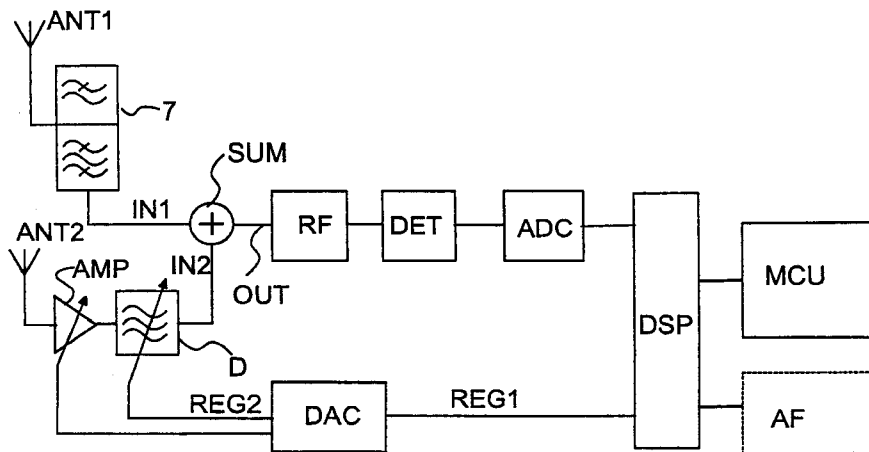 ANT1
7
SUM
IN1
RF
DET
ADC
ANT2
AMP
IN2
OUT
MCU
DSP
D
REG2
DAC
REG1
AF